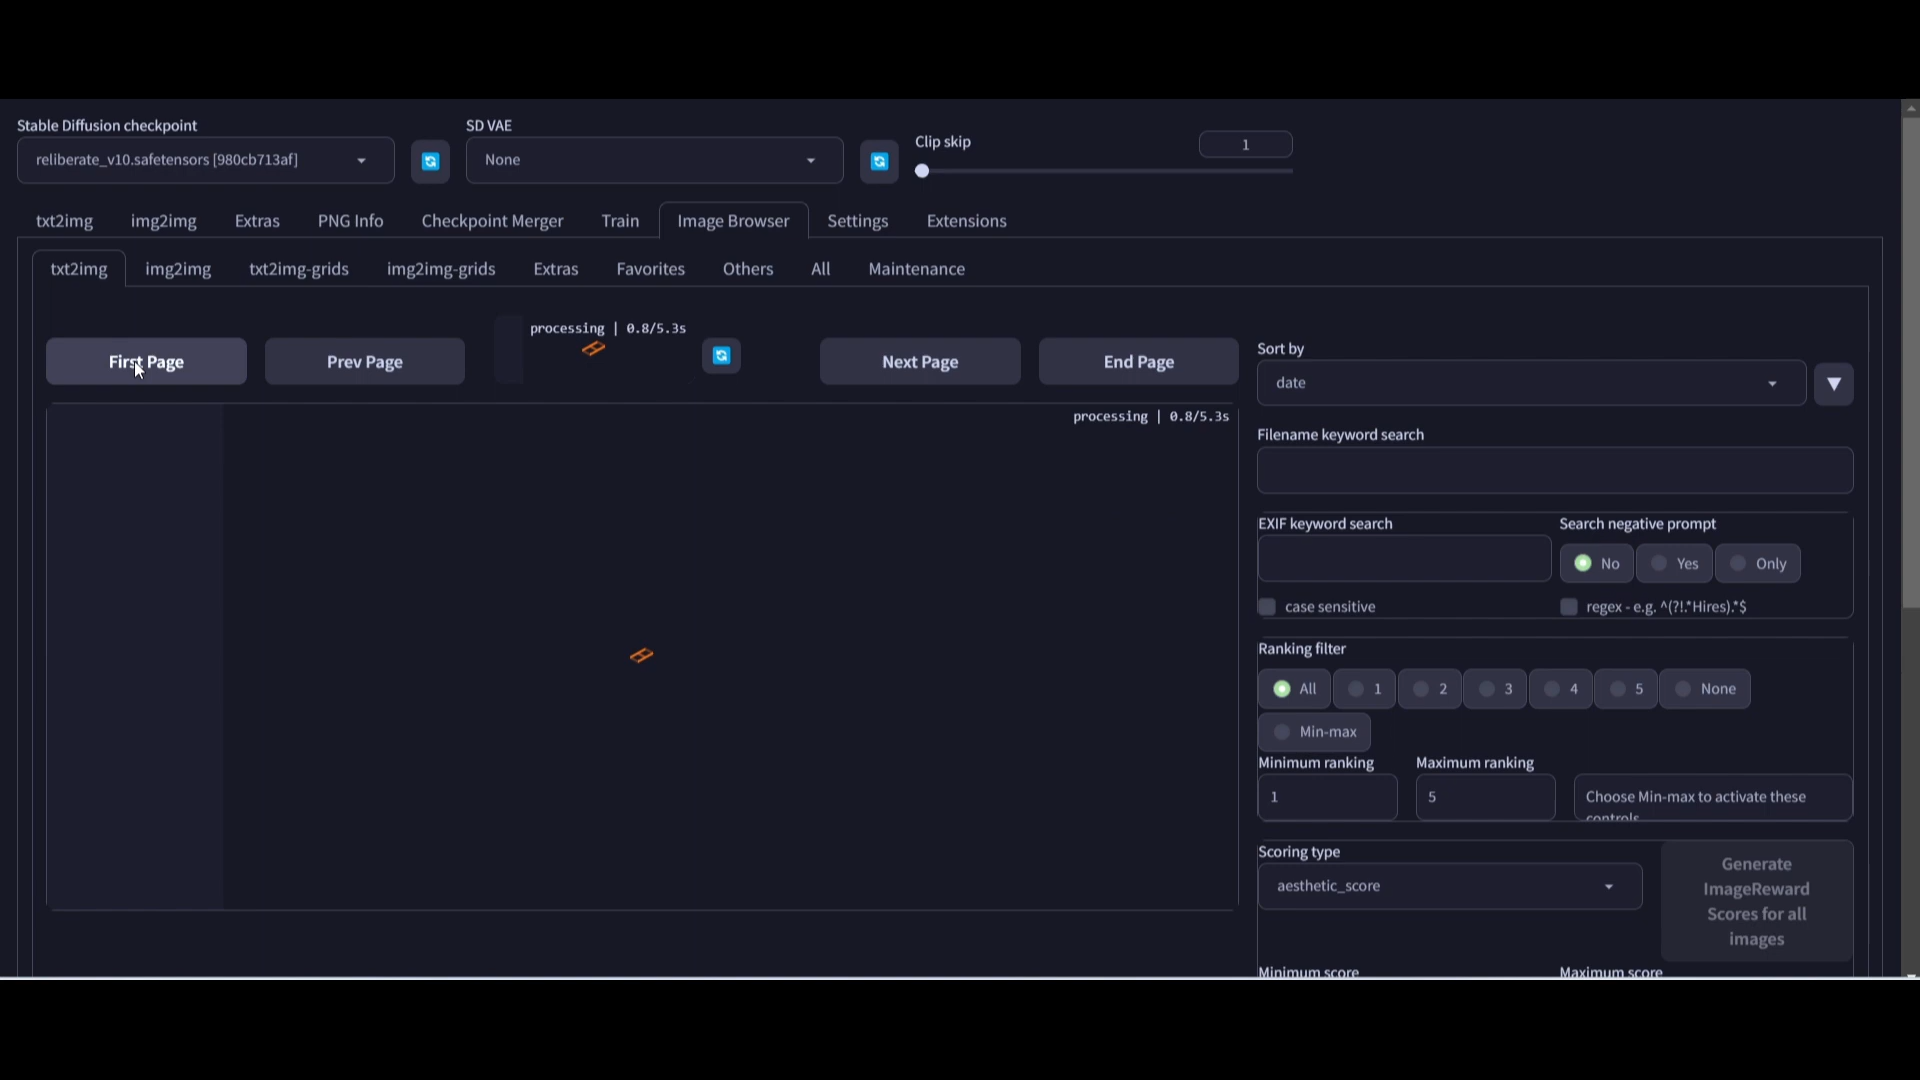 Stable Diffusion checkpoint
reliberate_v10.safetensors [980cb713af]
SD VAE
None
Clip skip
1
txt2img
img2img
Extras
PNG Info
Checkpoint Merger
Train
Image Browser
Settings
Extensions
txt2img
img2img
txt2img-grids
img2img-grids
Extras
Favorites
Others
All
Maintenance
First Page
Prev Page
processing | 0.8/5.3s
Next Page
End Page
processing | 0.8/5.3s
Sort by
date
Filename keyword search
EXIF keyword search
Search negative prompt
No
Yes
Only
case sensitive
regex - e.g. ^(?!.*Hires).*$
Ranking filter
All
1
2
3
4
5
None
Min-max
Minimum ranking
Maximum ranking
1
5
Choose Min-max to activate these
controls
Scoring type
aesthetic_score
Generate
ImageReward
Scores for all
images
Minimum score
Maximum score